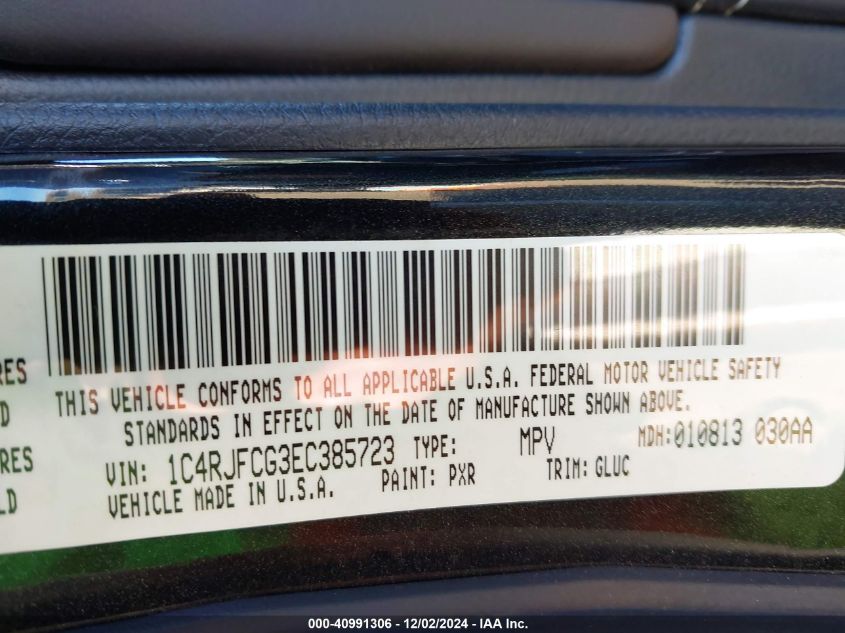 THIS VEHICLE CONFORMS TO ALL APPLICABLE U.S.A. FEDERAL MOTOR VEHICLE SAFETY
STANDARDS IN EFFECT ON THE DATE OF MANUFACTURE SHOWN ABOVE.
RES
D
VIN: 1C4RJFCG3EC385723 TYPE: MPV MDH:010813 030AA
RES
VEHICLE MADE IN U.S.A. PAINT: PXR TRIM: GLUC
LD
000-40991306 - 12/02/2024 - IAA Inc.